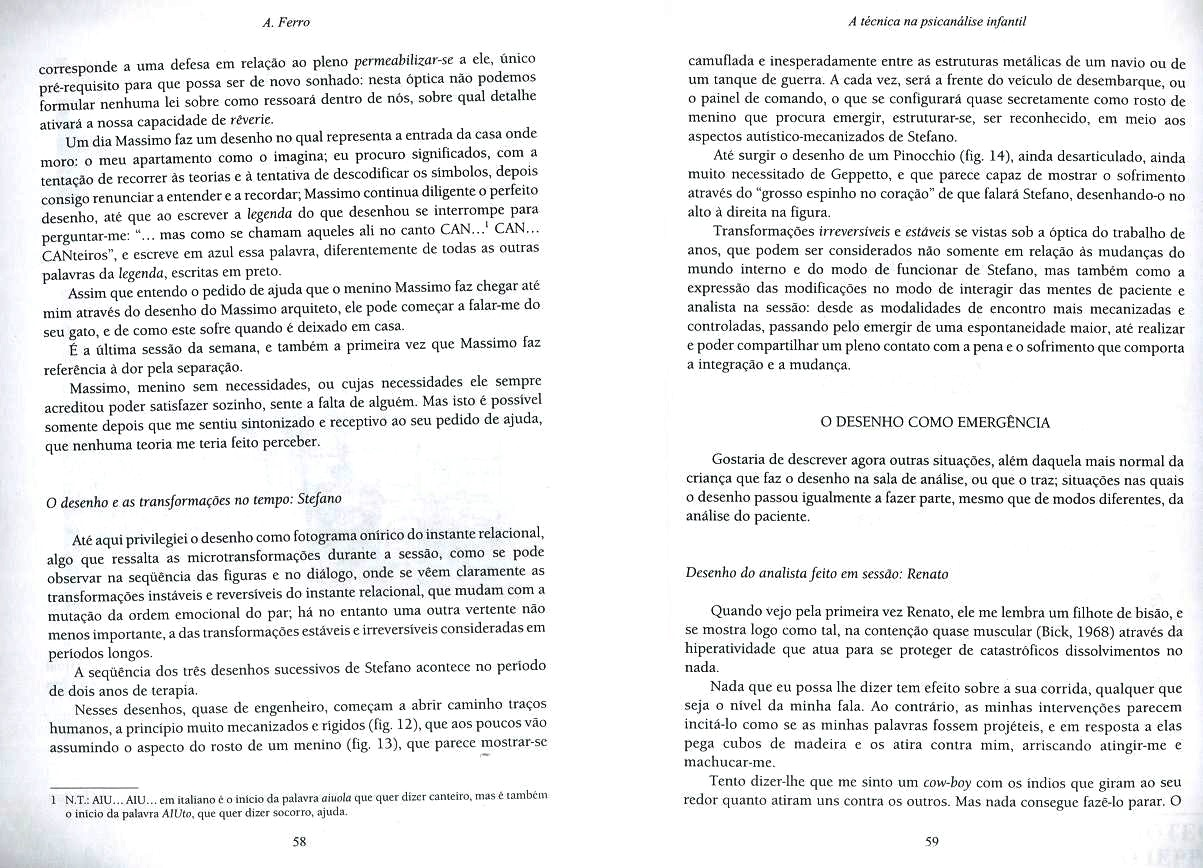 A. Ferro
corresponde a uma defesa em relação ao pleno permeabilizar-se a ele, único
pré-requisito para que possa ser de novo sonhado: nesta óptica não podemos
formular nenhuma lei sobre como ressoará dentro de nós, sobre qual detalhe
ativará a nossa capacidade de rêverie.
Um dia Massimo faz um desenho no qual representa a entrada da casa onde
moro: o meu apartamento como o imagina; eu procuro significados, com a
tentação de recorrer às teorias e à tentativa de descodificar os símbolos, depois
consigo renunciar a entender e a recordar; Massimo continua diligente o perfeito
desenho, até que ao escrever a legenda do que desenhou se interrompe para
perguntar-me: “... mas como se chamam aqueles ali no canto CAN...¹ CAN...
CANteiros”, e escreve em azul essa palavra, diferentemente de todas as outras
palavras da legenda, escritas em preto.
Assim que entendo o pedido de ajuda que o menino Massimo faz chegar até
mim através do desenho do Massimo arquiteto, ele pode começar a falar-me do
seu gato, e de como este sofre quando é deixado em casa.
É a última sessão da semana, e também a primeira vez que Massimo faz
referência à dor pela separação.
Massimo, menino sem necessidades, ou cujas necessidades ele sempre
acreditou poder satisfazer sozinho, sente a falta de alguém. Mas isto é possível
somente depois que me sentiu sintonizado e receptivo ao seu pedido de ajuda,
que nenhuma teoria me teria feito perceber.
O desenho e as transformações no tempo: Stefano
Até aqui privilegiei o desenho como fotograma onírico do instante relacional,
algo que ressalta as microtransformações durante a sessão, como se pode
observar na seqüência das figuras e no diálogo, onde se vêem claramente as
transformações instáveis e reversíveis do instante relacional, que mudam com a
mutação da ordem emocional do par; há no entanto uma outra vertente não
menos importante, a das transformações estáveis e irreversíveis consideradas em
períodos longos.
A seqüência dos três desenhos sucessivos de Stefano acontece no período
de dois anos de terapia.
Nesses desenhos, quase de engenheiro, começam a abrir caminho traços
humanos, a princípio muito mecanizados e rígidos (fig. 12), que aos poucos vão
assumindo o aspecto do rosto de um menino (fig. 13), que parece mostrar-se
1 N.T.: AIU... AIU... em italiano é o início da palavra aiuola que quer dizer canteiro, mas é também
o início da palavra AIUto, que quer dizer socorro, ajuda.
58
A técnica na psicanálise infantil
camuflada e inesperadamente entre as estruturas metálicas de um navio ou de
um tanque de guerra. A cada vez, será a frente do veículo de desembarque, ou
o painel de comando, o que se configurará quase secretamente como rosto de
menino que procura emergir, estruturar-se, ser reconhecido, em meio aos
aspectos autístico-mecanizados de Stefano.
Até surgir o desenho de um Pinocchio (fig. 14), ainda desarticulado, ainda
muito necessitado de Geppetto, e que parece capaz de mostrar o sofrimento
através do “grosso espinho no coração” de que falará Stefano, desenhando-o no
alto à direita na figura.
Transformações irreversíveis e estáveis se vistas sob a óptica do trabalho de
anos, que podem ser considerados não somente em relação às mudanças do
mundo interno e do modo de funcionar de Stefano, mas também como a
expressão das modificações no modo de interagir das mentes de paciente e
analista na sessão: desde as modalidades de encontro mais mecanizadas e
controladas, passando pelo emergir de uma espontaneidade maior, até realizar
e poder compartilhar um pleno contato com a pena e o sofrimento que comporta
a integração e a mudança.
O DESENHO COMO EMERGÊNCIA
Gostaria de descrever agora outras situações, além daquela mais normal da
criança que faz o desenho na sala de análise, ou que o traz; situações nas quais
o desenho passou igualmente a fazer parte, mesmo que de modos diferentes, da
análise do paciente.
Desenho do analista feito em sessão: Renato
Quando vejo pela primeira vez Renato, ele me lembra um filhote de bisão, e
se mostra logo como tal, na contenção quase muscular (Bick, 1968) através da
hiperatividade que atua para se proteger de catastróficos dissolvimentos no
nada.
Nada que eu possa lhe dizer tem efeito sobre a sua corrida, qualquer que
seja o nível da minha fala. Ao contrário, as minhas intervenções parecem
incitá-lo como se as minhas palavras fossem projéteis, e em resposta a elas
pega cubos de madeira e os atira contra mim, arriscando atingir-me e
machucar-me.
Tento dizer-lhe que me sinto um cow-boy com os índios que giram ao seu
redor quanto atiram uns contra os outros. Mas nada consegue fazê-lo parar. O
59